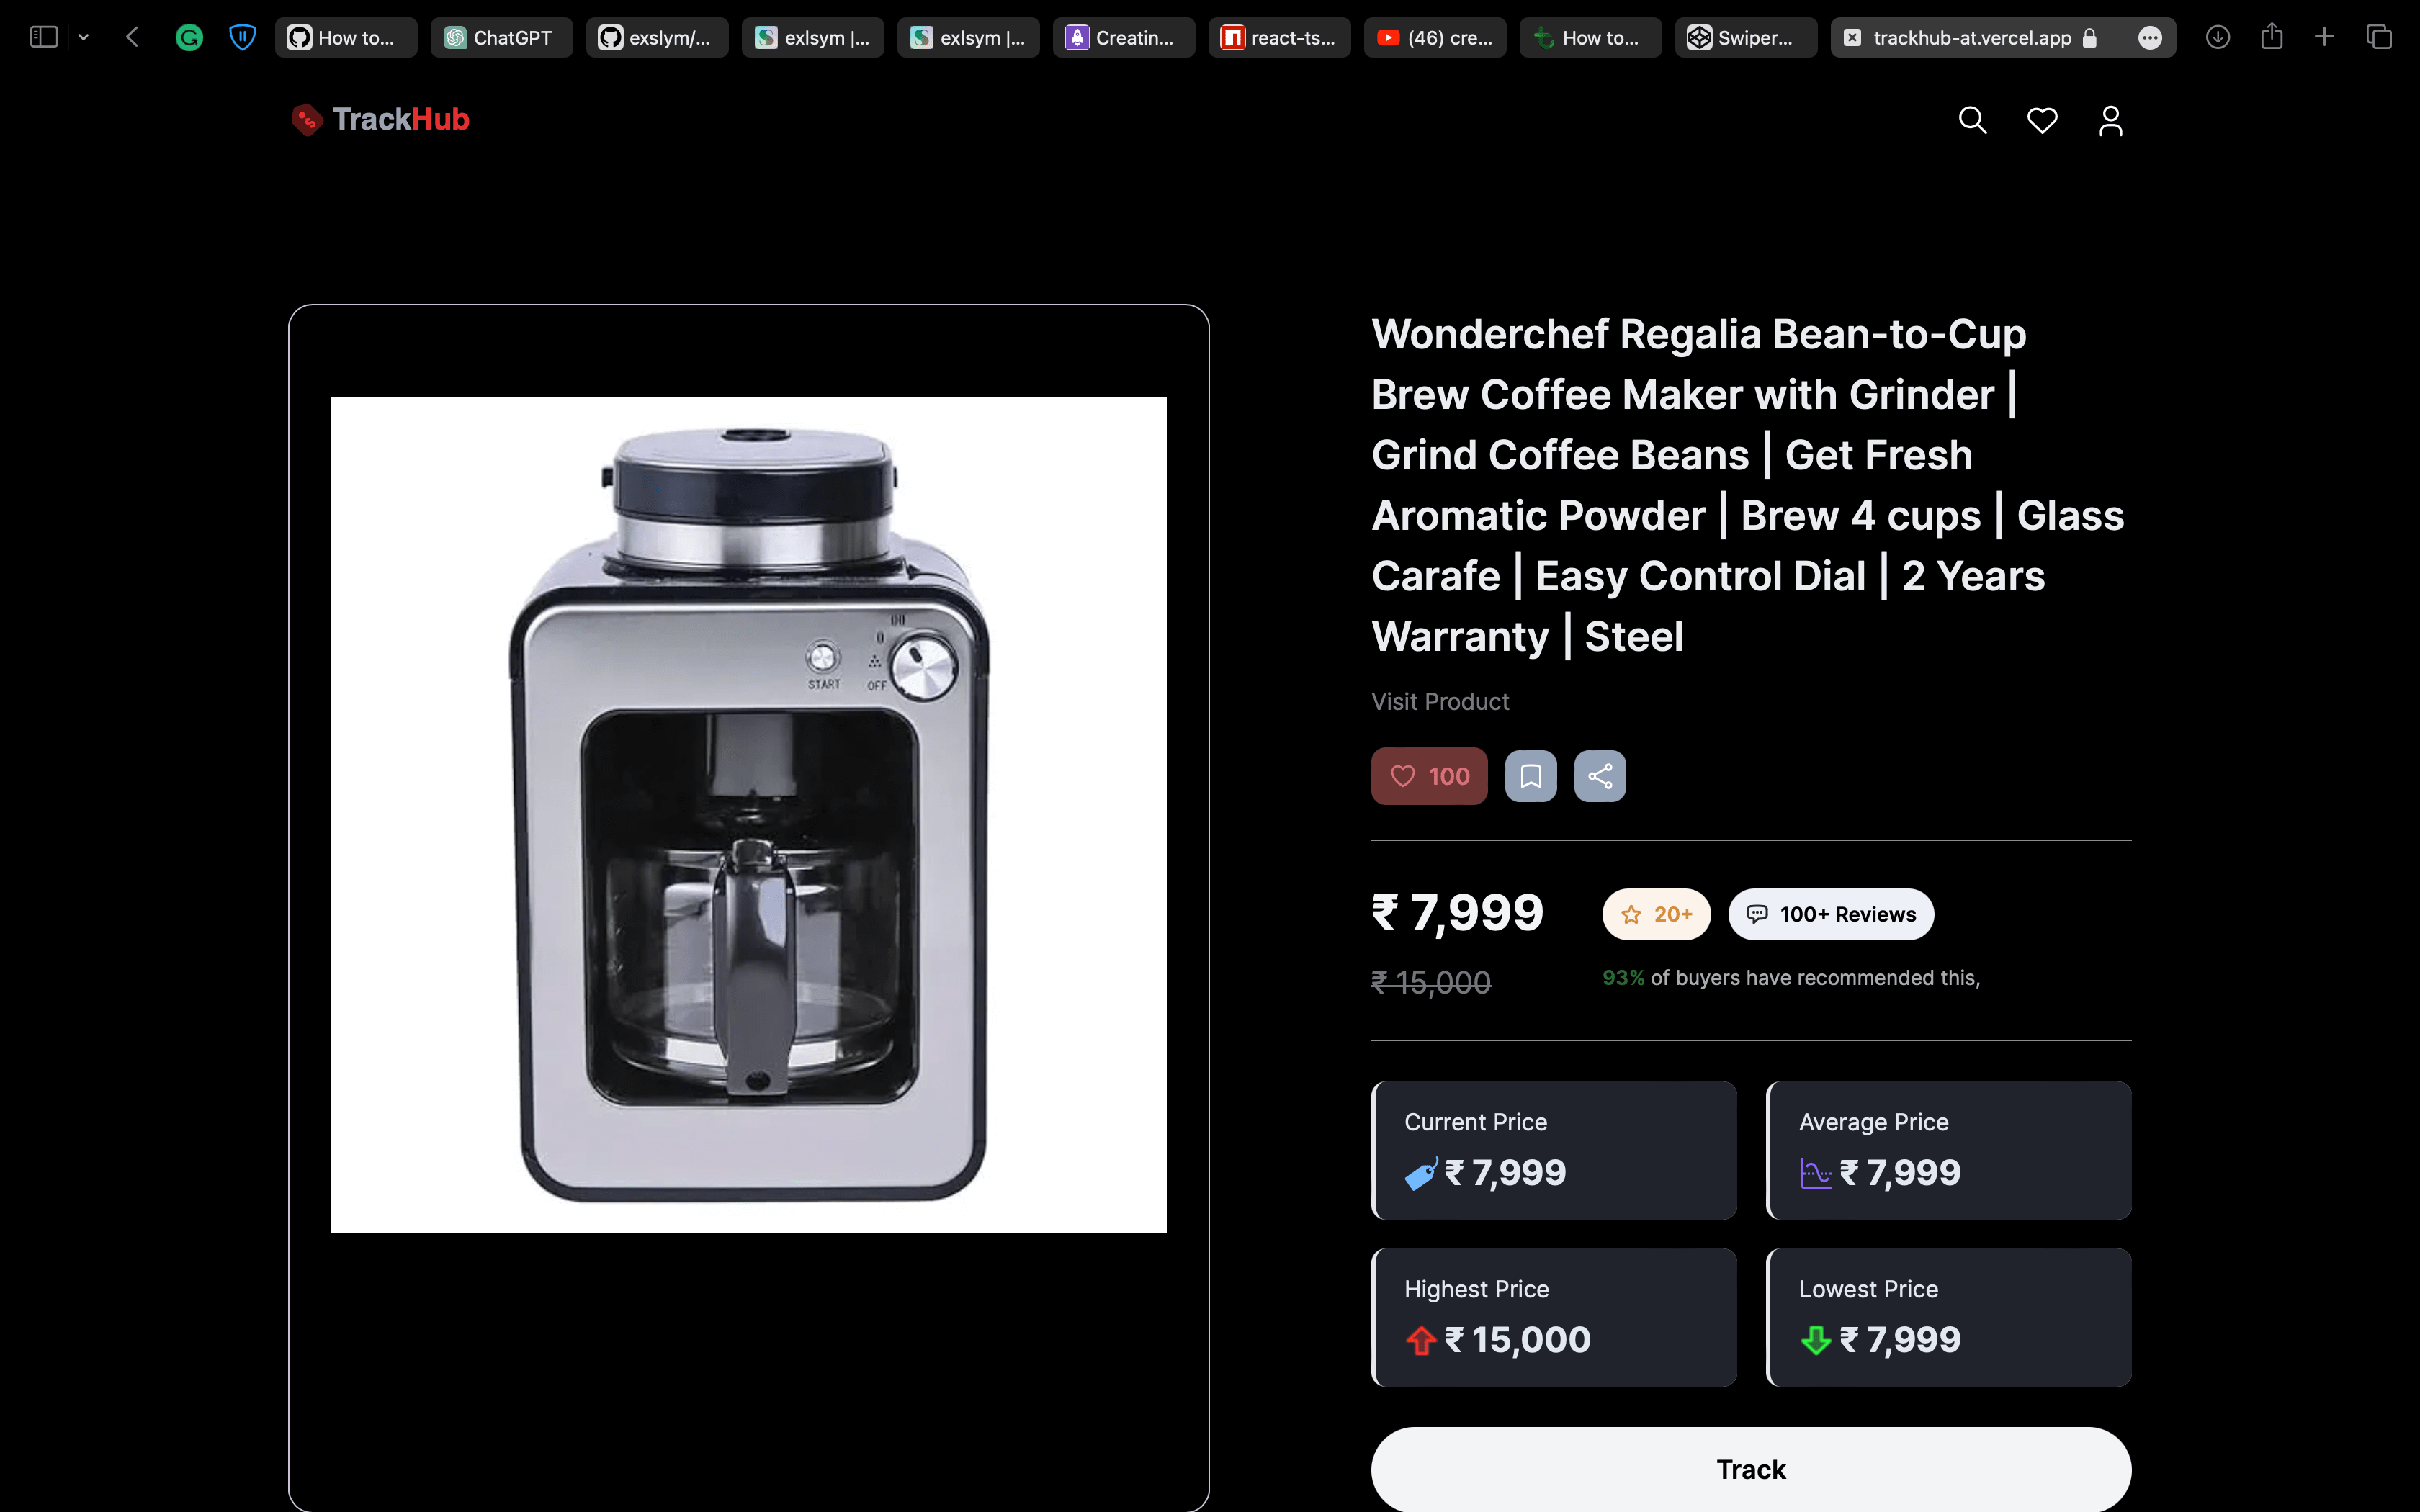 How to...
ChatGPT
exslym/...
exlsym |...
exlsym |...
Creatin...
react-ts...
(46) cre...
How to...
Swiper...
trackhub-at.vercel.app
TrackHub
Wonderchef Regalia Bean-to-Cup
Brew Coffee Maker with Grinder |
Grind Coffee Beans | Get Fresh
Aromatic Powder | Brew 4 cups | Glass
Carafe | Easy Control Dial | 2 Years
Warranty | Steel
Visit Product
100
₹ 7,999
20+
100+ Reviews
₹ 15,000
93% of buyers have recommended this,
00
0
START
OFF
Current Price
₹ 7,999
Average Price
₹ 7,999
Highest Price
₹ 15,000
Lowest Price
₹ 7,999
Track